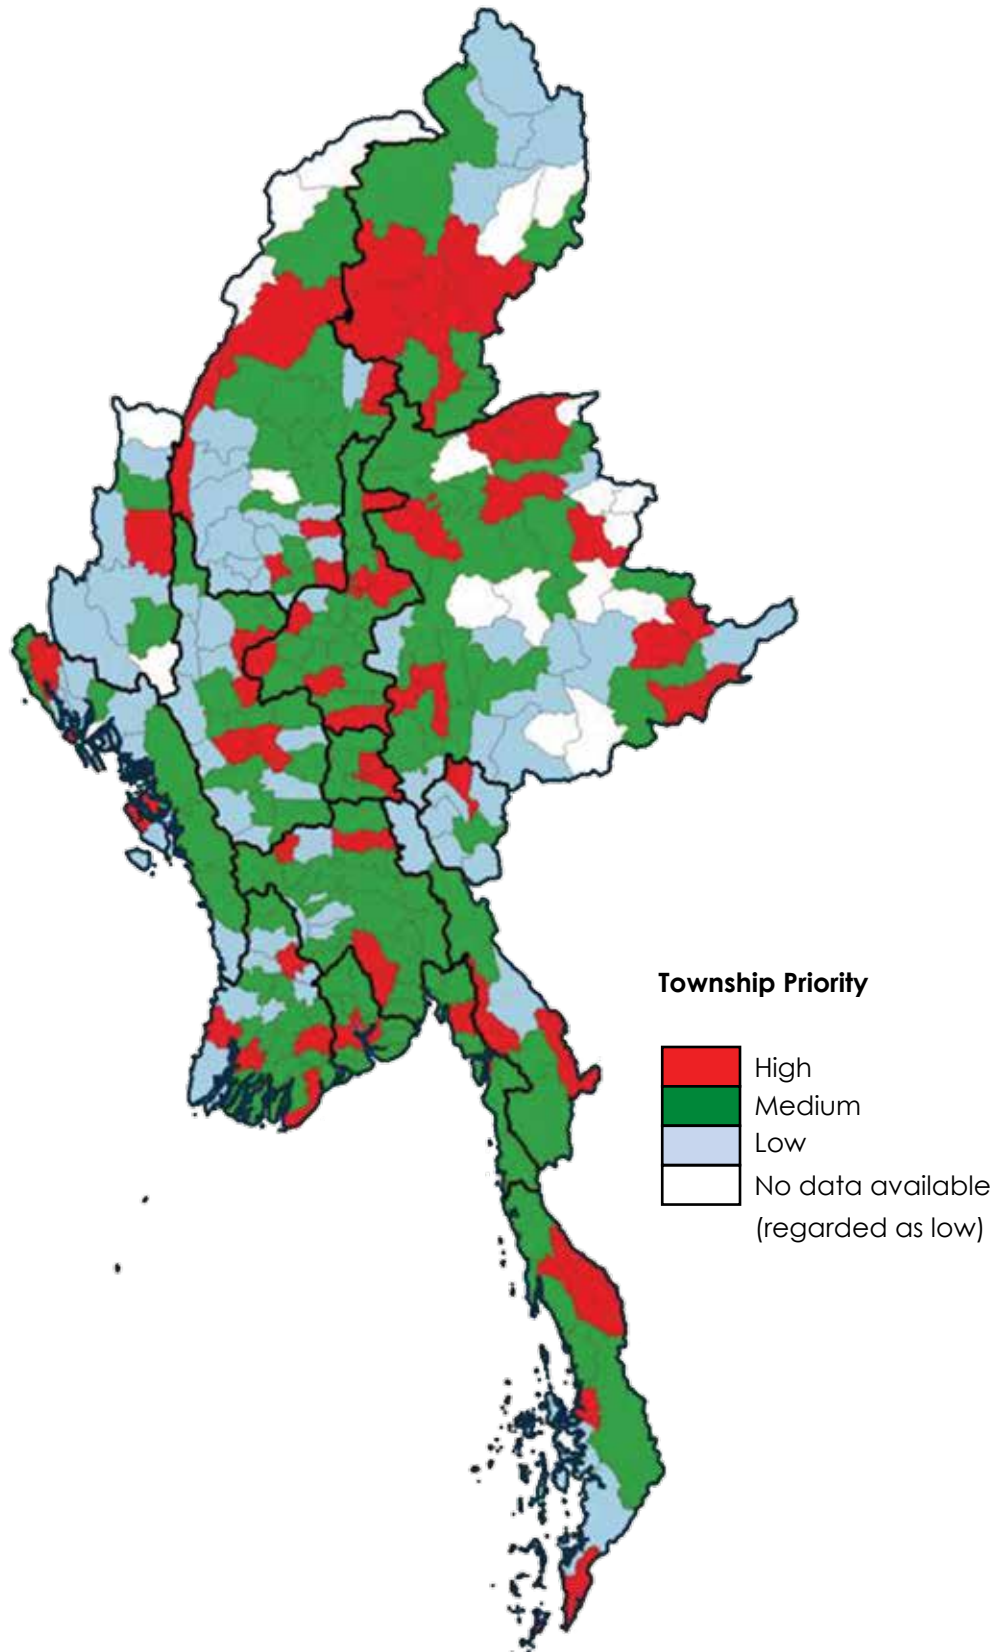 Township Priority
High
Medium
Low
No data available
(regarded as low)